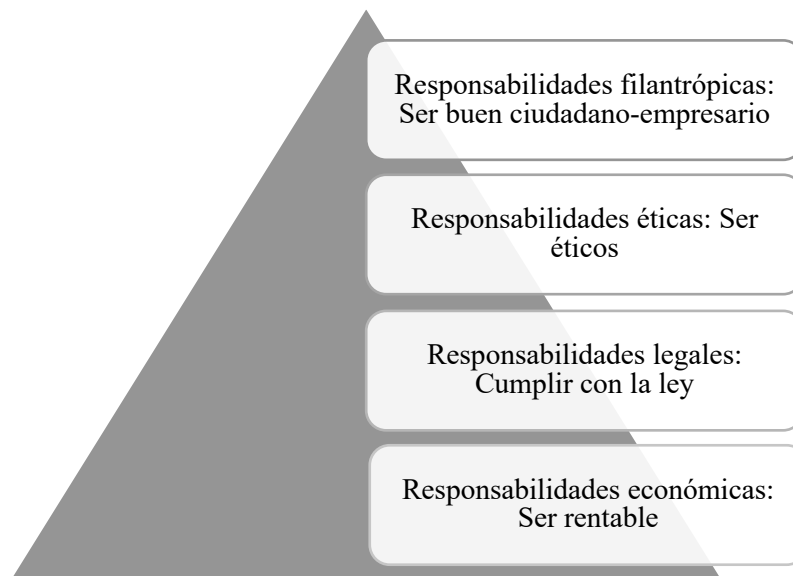 Responsabilidades filantrópicas:
Ser buen ciudadano-empresario
Responsabilidades éticas: Ser
éticos
Responsabilidades legales:
Cumplir con la ley
Responsabilidades económicas:
Ser rentable